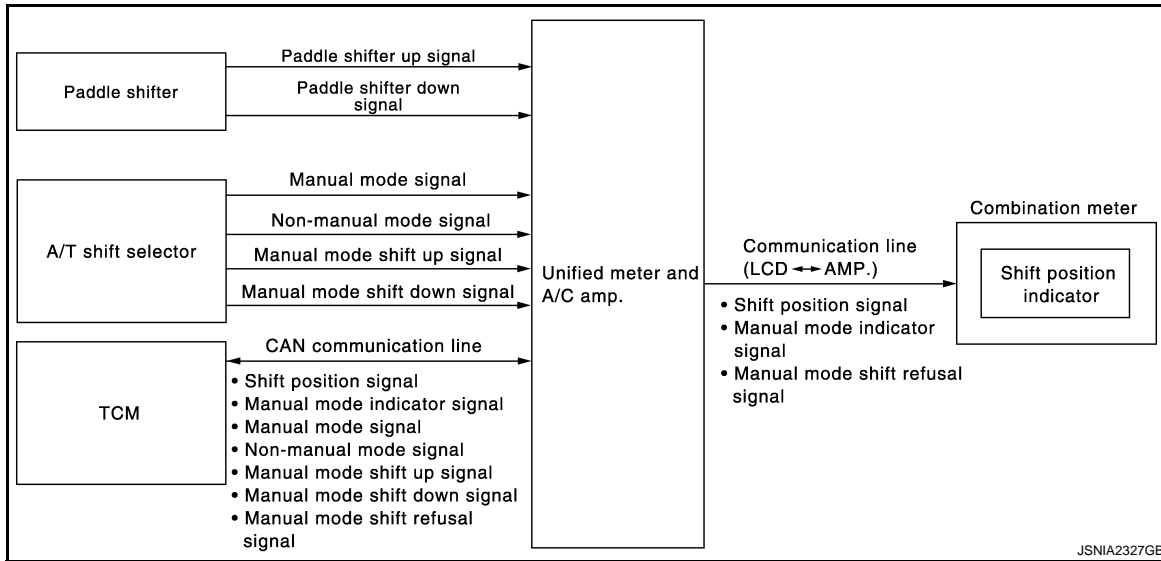 Paddle shifter
Paddle shifter up signal
Paddle shifter down
signal
A/T shift selector
Manual mode signal
Non-manual mode signal
Manual mode shift up signal
Manual mode shift down signal
TCM
CAN communication line
• Shift position signal
• Manual mode indicator signal
• Manual mode signal
• Non-manual mode signal
• Manual mode shift up signal
• Manual mode shift down signal
• Manual mode shift refusal
signal
Unified meter and
A/C amp.
Communication line
(LCD ↔ AMP.)
• Shift position signal
• Manual mode indicator
signal
• Manual mode shift refusal
signal
Combination meter
Shift position
indicator
JSNIA2327GB